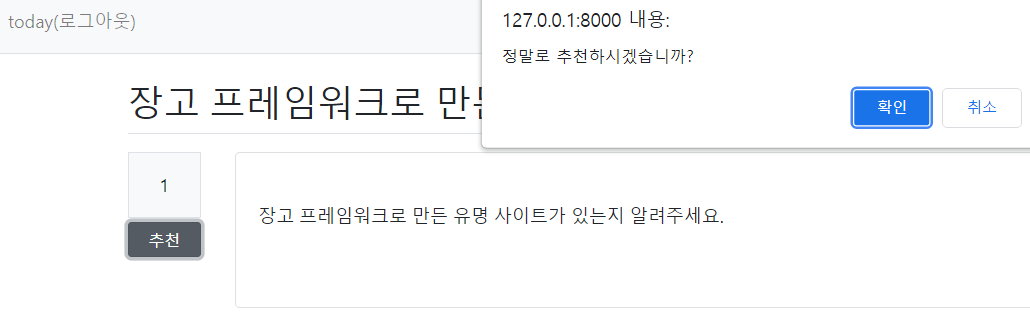 today(로그아웃)
127.0.0.1:8000 내용:
정말로 추천하시겠습니까?
확인
취소
장고 프레임워크로 만
1
추천
장고 프레임워크로 만든 유명 사이트가 있는지 알려주세요.